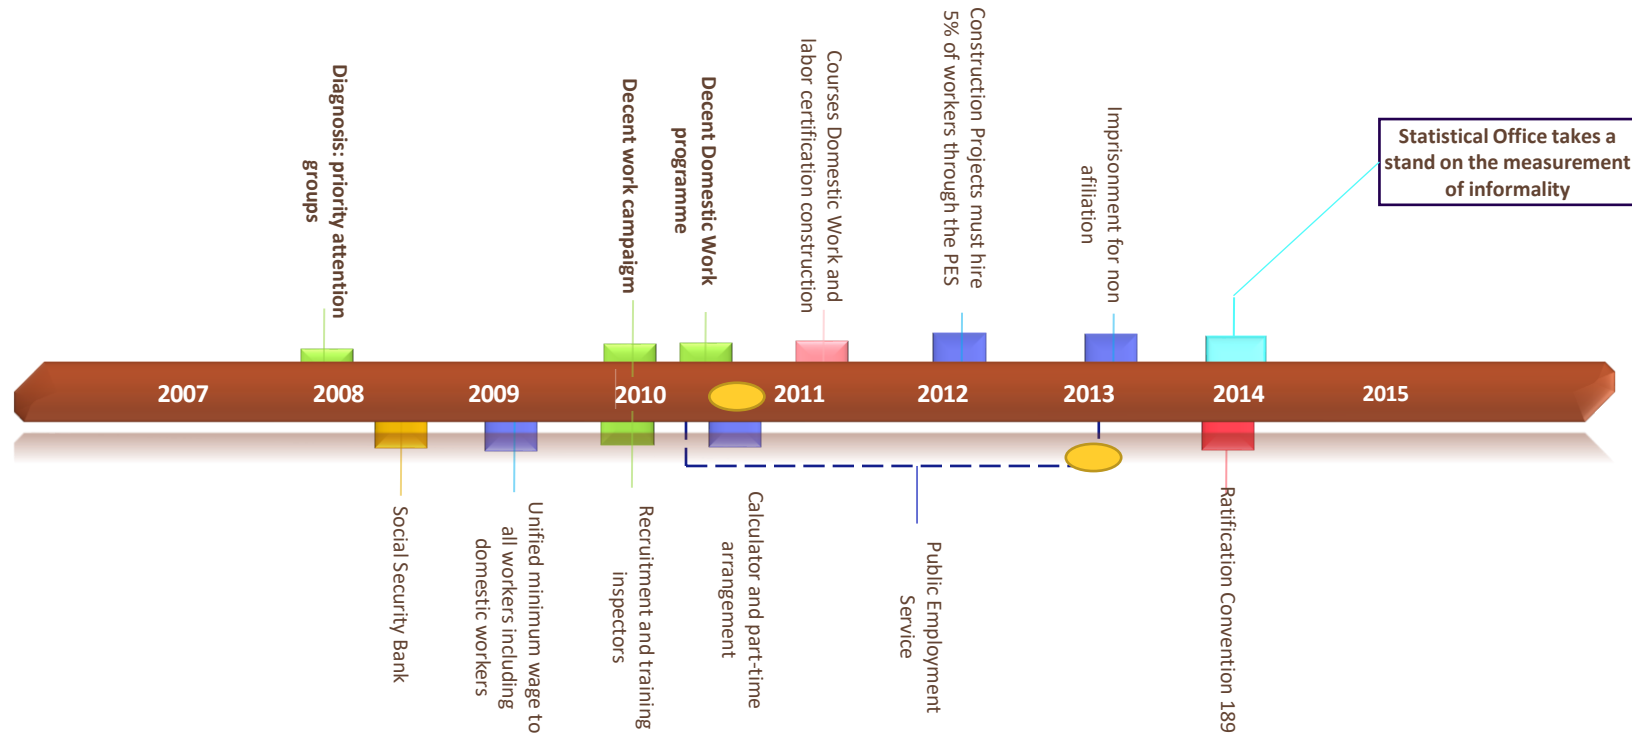 Diagnosis: priority attention
groups
Decent work campaigm
Decent Domestic Work
programme
Courses Domestic Work and
labor certification construction
Construction Projects must hire
5% of workers through the PES
Imprisonment for non
afiliation
Statistical Office takes a
stand on the measurement
of informality
2007
2008
2009
2010
2011
2012
2013
2014
2015
Social Security Bank
Unified minimum wage to
all workers including
domestic workers
Recruitment and training
inspectors
Calculator and part-time
arrangement
Public Employment
Service
Ratification Convention 189